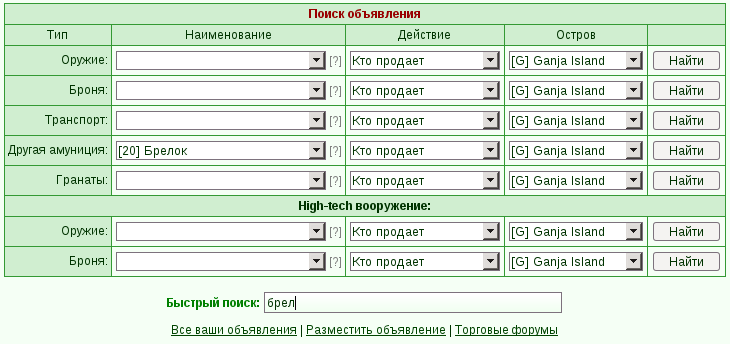 Поиск объявления
Тип Наименование Действие Остров
Оружие: [?] Кто продает [G] Ganja Island Найти
Броня: [?] Кто продает [G] Ganja Island Найти
Транспорт: [?] Кто продает [G] Ganja Island Найти
Другая амуниция: [20] Брелок [?] Кто продает [G] Ganja Island Найти
Гранаты: [?] Кто продает [G] Ganja Island Найти
High-tech вооружение:
Оружие: [?] Кто продает [G] Ganja Island Найти
Броня: [?] Кто продает [G] Ganja Island Найти
Быстрый поиск: брел
Все ваши объявления | Разместить объявление | Торговые форумы